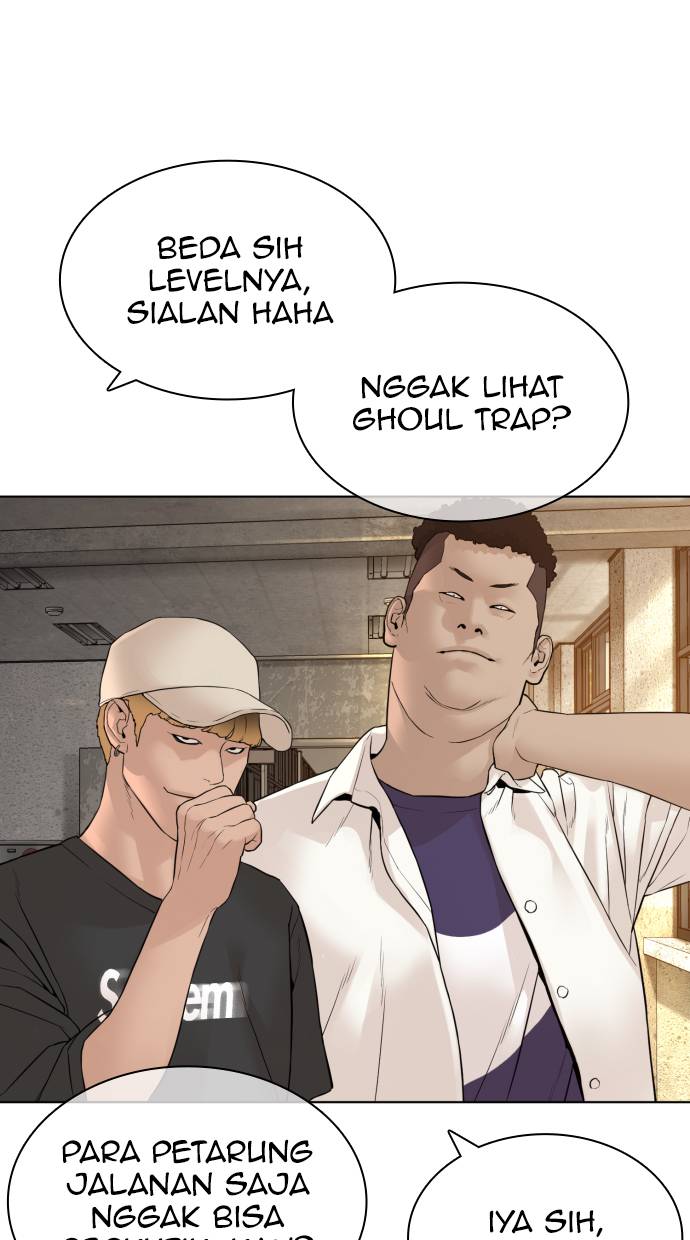 BEDA SIH
LEVELNYA,
SIALAN HAHA
NGGAK LIHAT
GHOUL TRAP?
PARA PETARUNG
JALANAN SAJA
NGGAK BISA
IYA SIH,